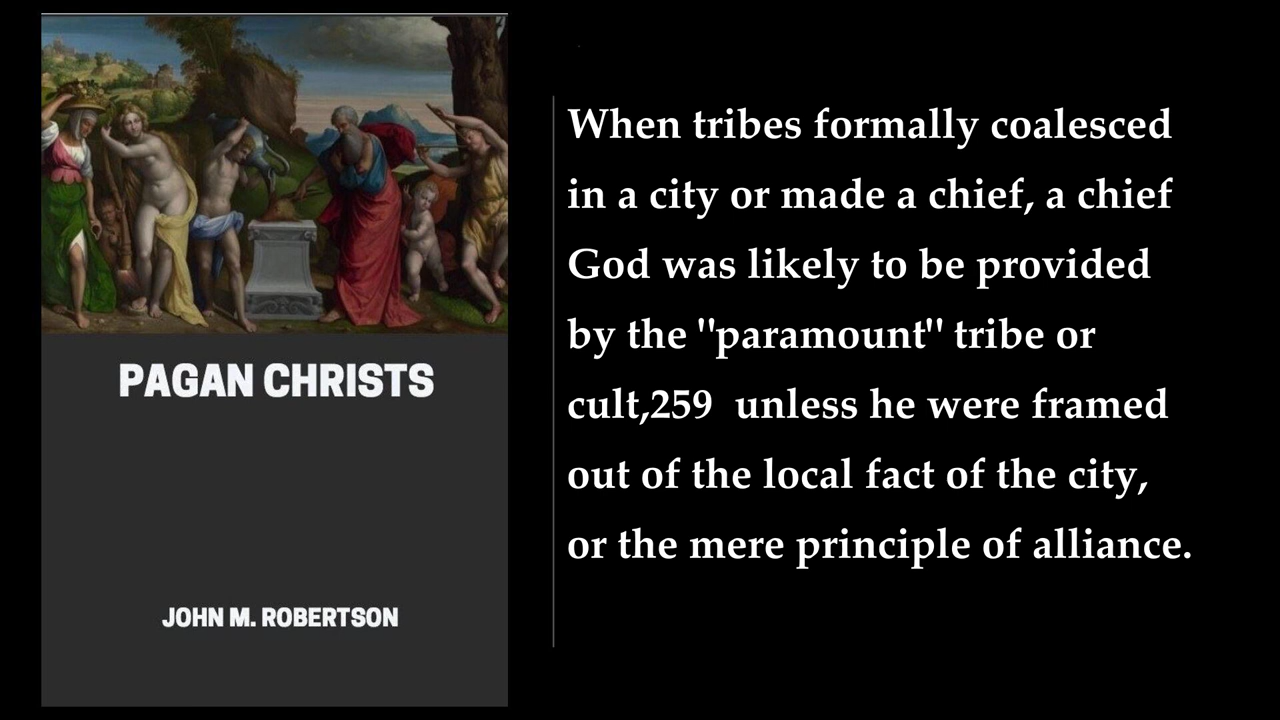 PAGAN CHRISTS
JOHN M. ROBERTSON
When tribes formally coalesced
in a city or made a chief, a chief
God was likely to be provided
by the "paramount" tribe or
cult,259  unless he were framed
out of the local fact of the city,
or the mere principle of alliance.